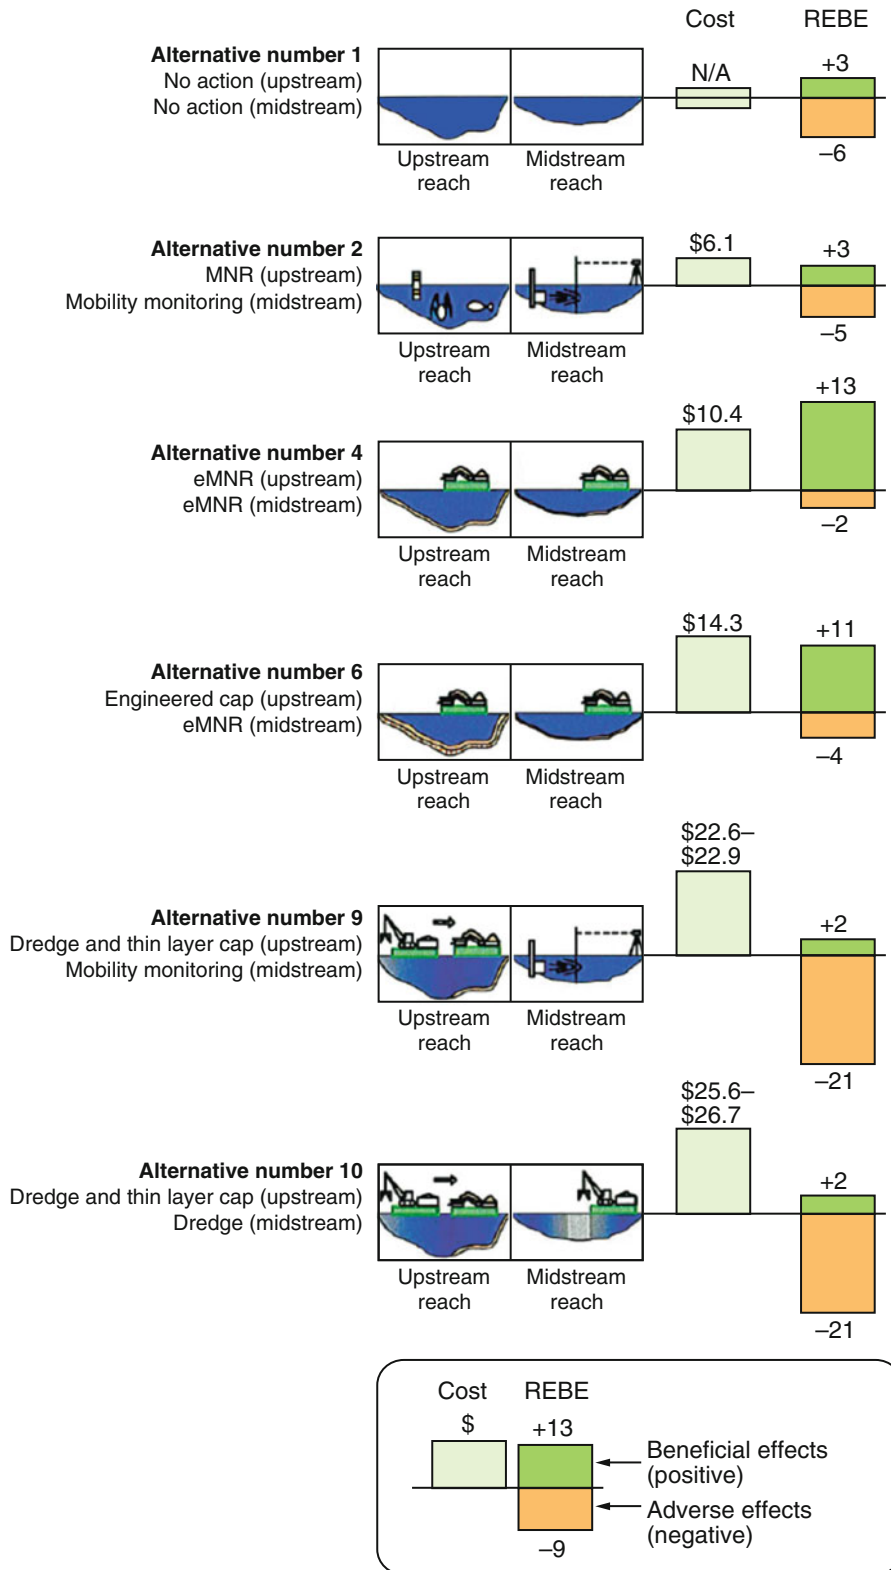 Cost REBE
Alternative number 1
No action (upstream)
No action (midstream)
N/A
+3
–6
Upstream reach
Midstream reach
Alternative number 2
MNR (upstream)
Mobility monitoring (midstream)
$6.1
+3
–5
Upstream reach
Midstream reach
Alternative number 4
eMNR (upstream)
eMNR (midstream)
$10.4
+13
–2
Upstream reach
Midstream reach
Alternative number 6
Engineered cap (upstream)
eMNR (midstream)
$14.3
+11
–4
Upstream reach
Midstream reach
Alternative number 9
Dredge and thin layer cap (upstream)
Mobility monitoring (midstream)
$22.6–
$22.9
+2
–21
Upstream reach
Midstream reach
Alternative number 10
Dredge and thin layer cap (upstream)
Dredge (midstream)
$25.6–
$26.7
+2
–21
Upstream reach
Midstream reach
Cost REBE
$ +13
Beneficial effects
(positive)
Adverse effects
(negative)
–9